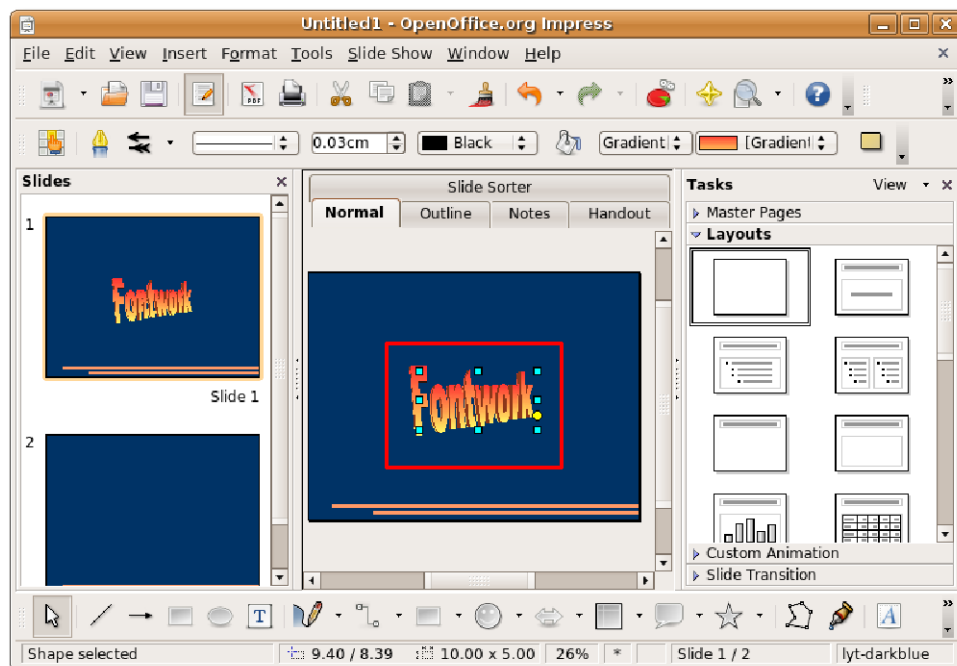 Untitled1 - OpenOffice.org Impress
File Edit View Insert Format Tools Slide Show Window Help
PDF
0.03cm Black Gradient [Gradient
Slides
1
Fontwork
Slide 1
2
Slide Sorter
Normal Outline Notes Handout
Fontwork
Tasks View
Master Pages
Layouts
Custom Animation
Slide Transition
T A
Shape selected 9.40 / 8.39 10.00 x 5.00 26% * Slide 1 / 2 lyt-darkblue